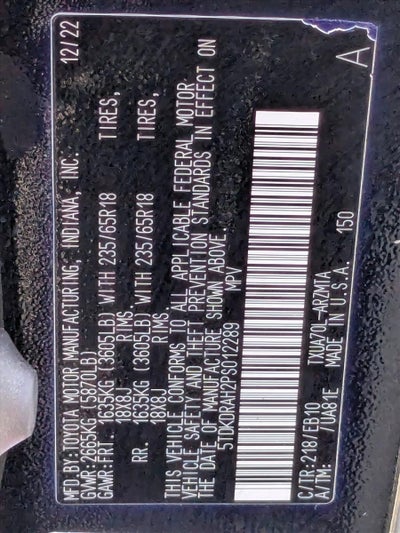 MFD.BY:TOYOTA MOTOR MANUFACTURING, INDIANA, INC. 12/22
GVWR:2665KG(5870LB)
GAWR:FRT. 1635KG(3605LB)WITH 235/65R18 TIRES,
18X8J RIMS
RR. 1635KG(3605LB)WITH 235/65R18 TIRES,
18X8J RIMS
THIS VEHICLE CONFORMS TO ALL APPLICABLE FEDERAL MOTOR
VEHICLE SAFETY AND THEFT PREVENTION STANDARDS IN EFFECT ON
THE DATE OF MANUFACTURE SHOWN ABOVE.
5TDKDRAH2PS012289 MPV
C/TR:218/EB10 TXUA70L-ARZMTA
A/TM: /UA81E MADE IN U.S.A. 150 A